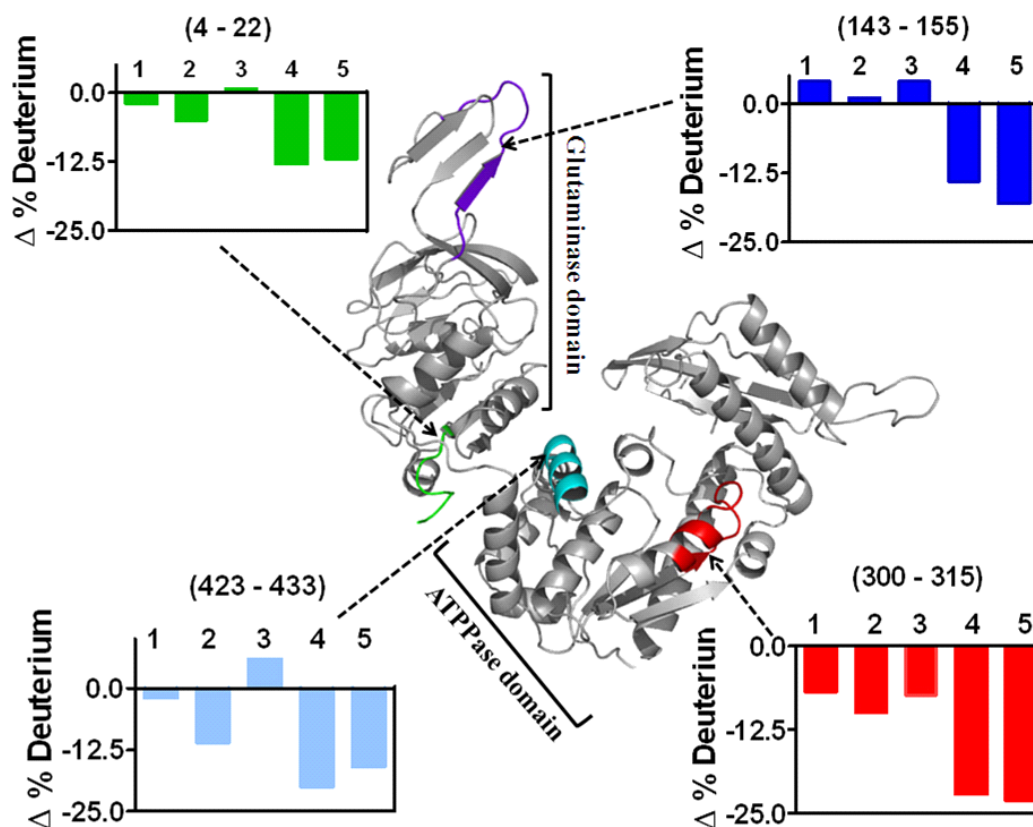 (4 - 22)
1 2 3 4 5
0.0
-12.5
-25.0
Δ % Deuterium
(143 - 155)
1 2 3 4 5
0.0
-12.5
-25.0
Δ % Deuterium
Glutaminase domain
(423 - 433)
1 2 3 4 5
0.0
-12.5
-25.0
Δ % Deuterium
ATPPase domain
(300 - 315)
1 2 3 4 5
0.0
-12.5
-25.0
Δ % Deuteriun